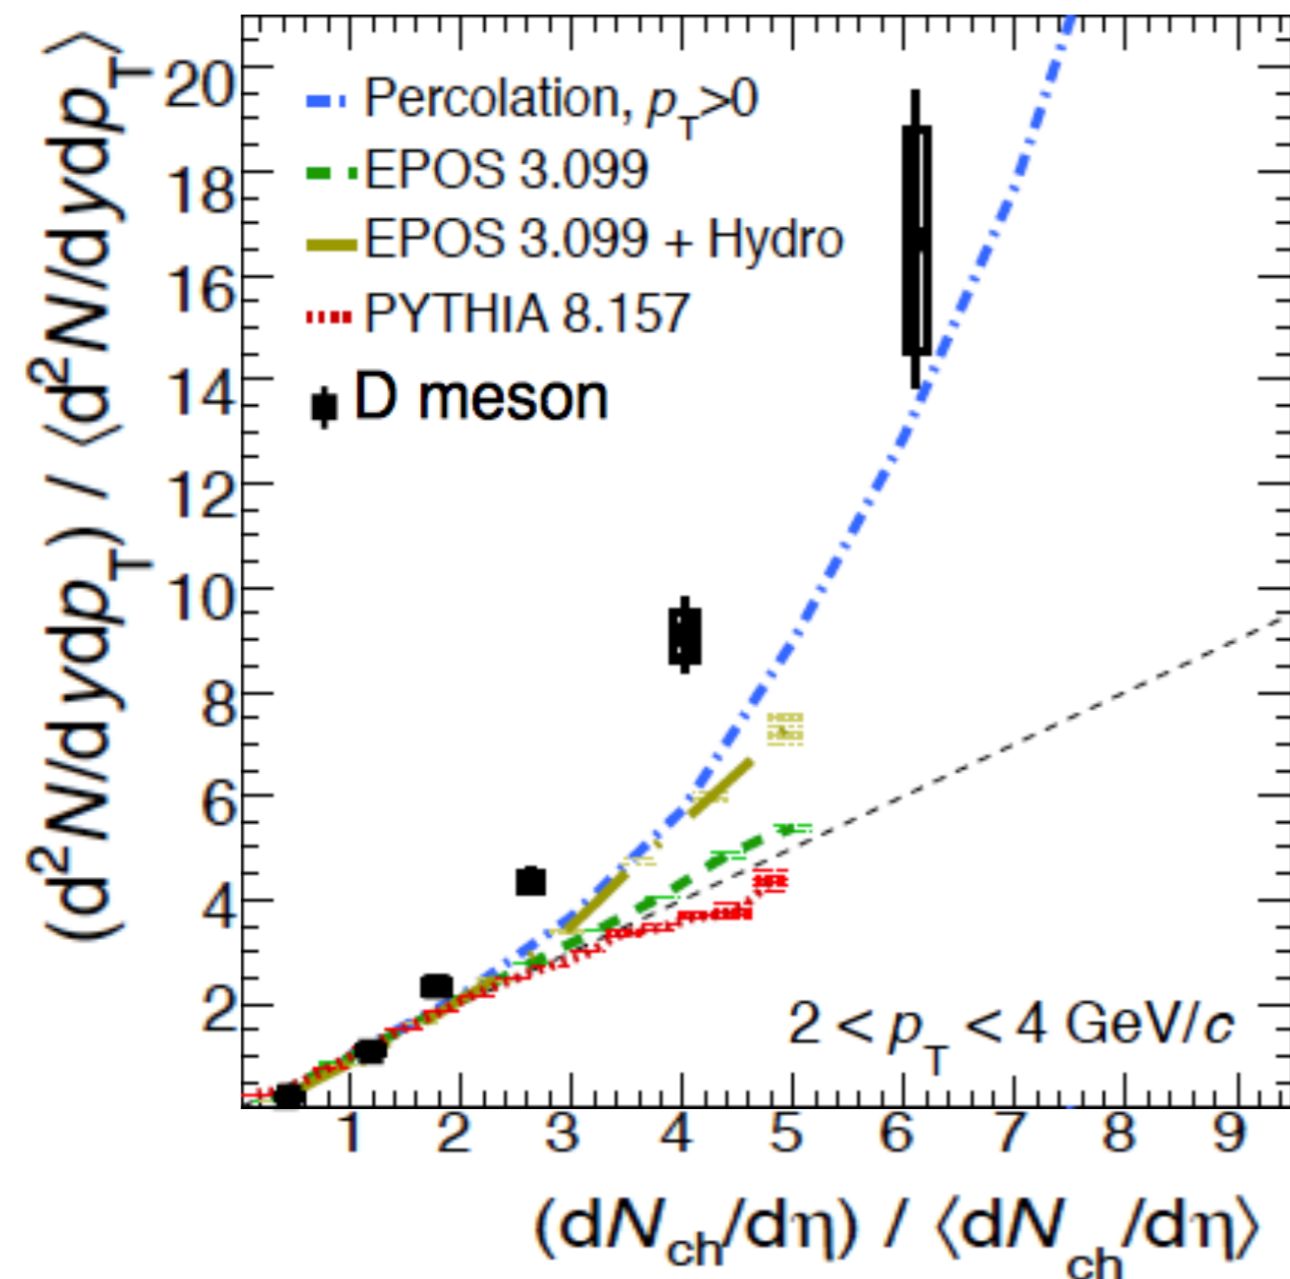 (d²N/dydp_T) / ⟨d²N/dydp_T⟩
20
18
16
14
12
10
8
6
4
2
Percolation, p_T>0
EPOS 3.099
EPOS 3.099 + Hydro
PYTHIA 8.157
D meson
2 < p_T < 4 GeV/c
1 2 3 4 5 6 7 8 9
(dN_ch/dη) / ⟨dN_ch/dη⟩